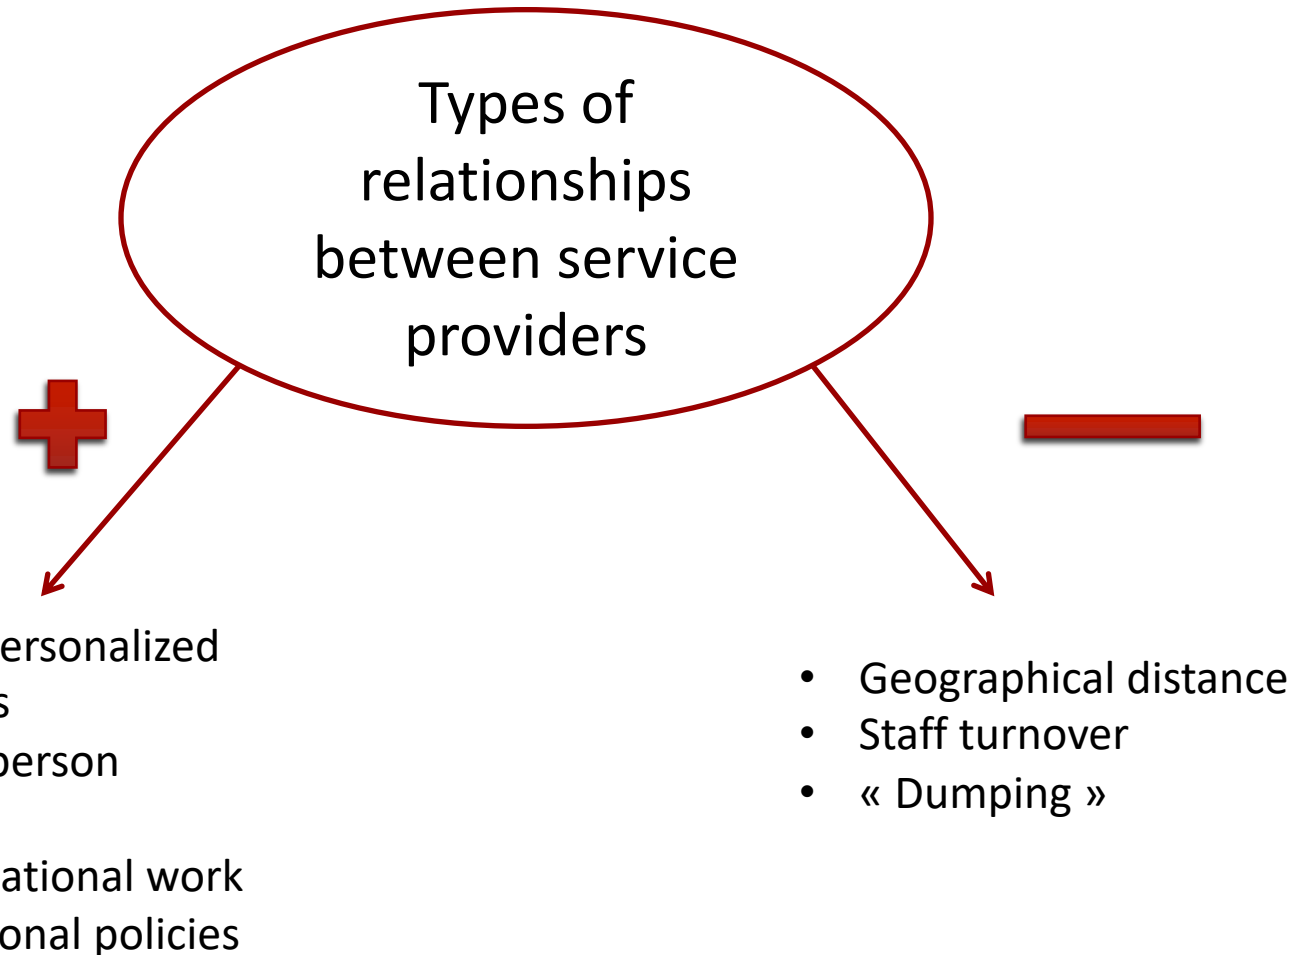 Types of
relationships
between service
providers
ersonalized
s
person
ational work
onal policies
• Geographical distance
• Staff turnover
• « Dumping »